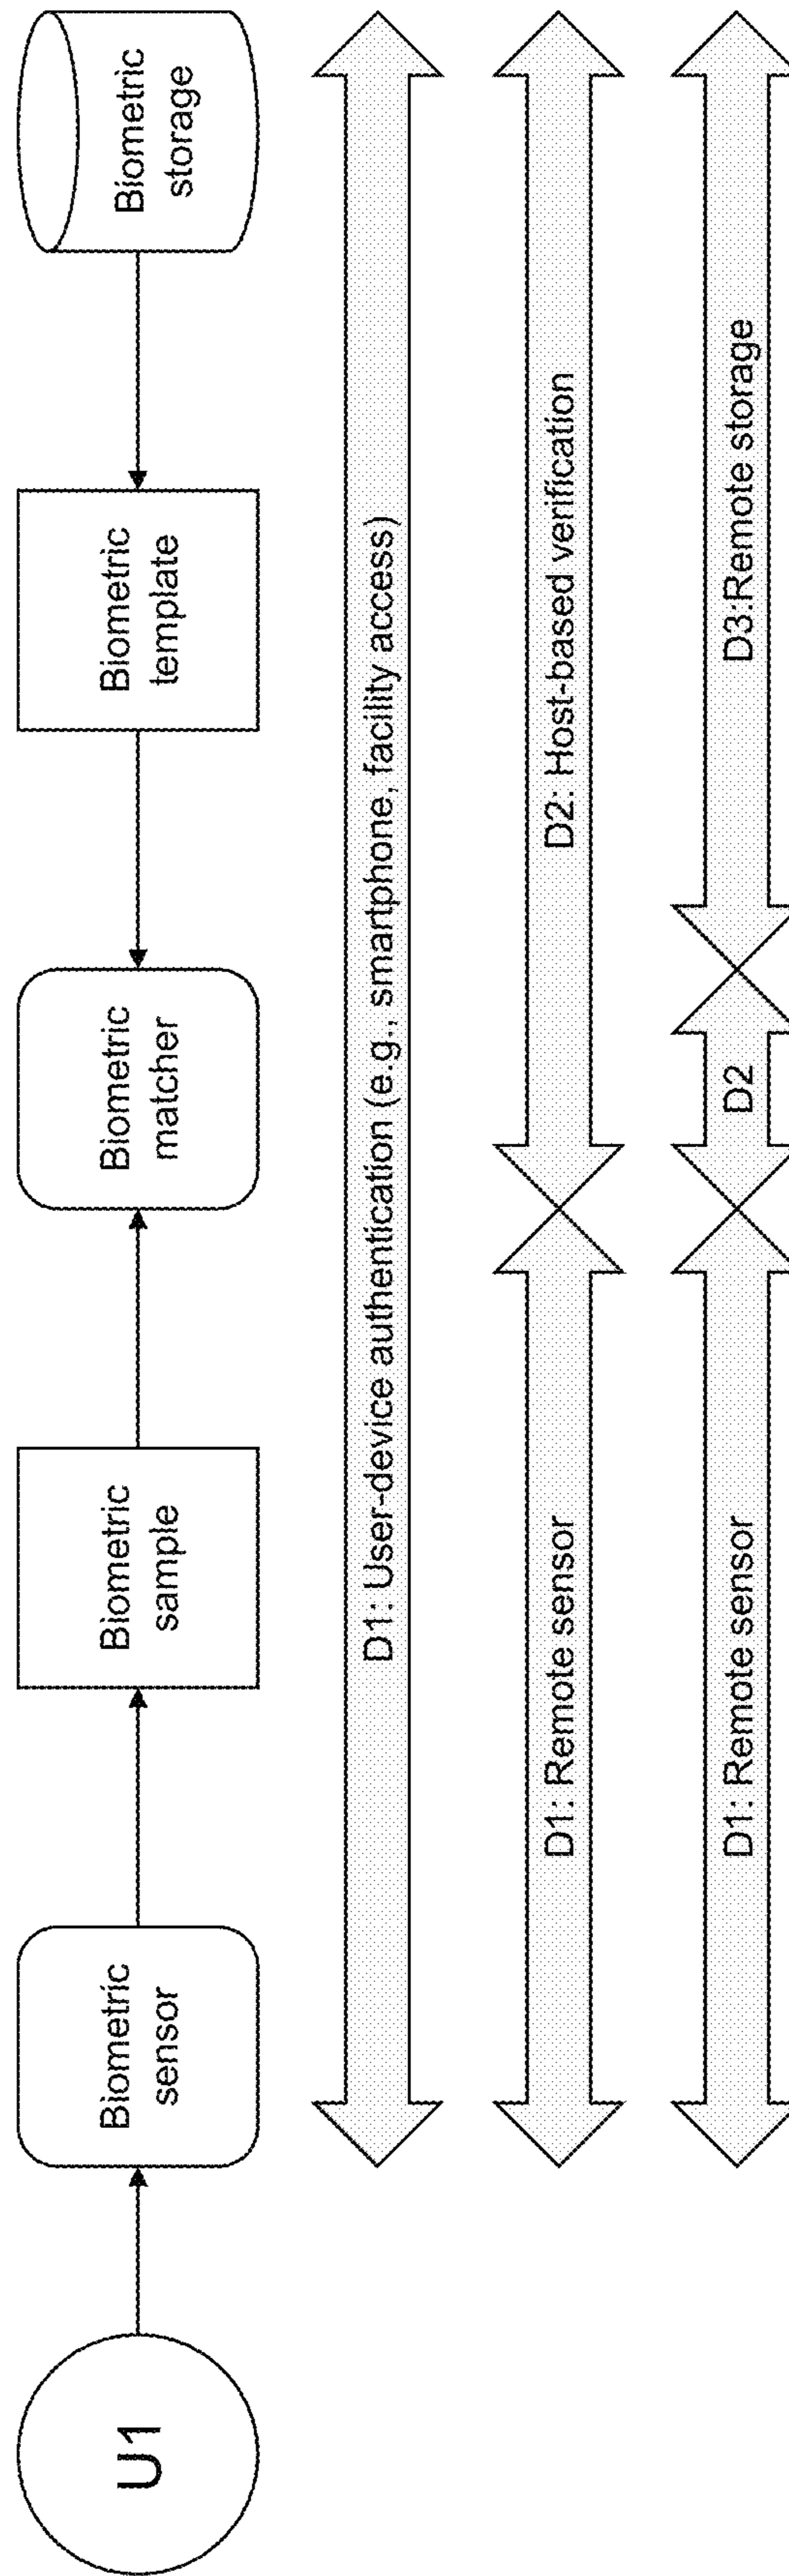 U1
Biometric
sensor
Biometric
sample
Biometric
matcher
Biometric
template
Biometric
storage
D1: User-device authentication (e.g., smartphone, facility access)
D1: Remote sensor
D2: Host-based verification
D1: Remote sensor
D2
D3:Remote storage